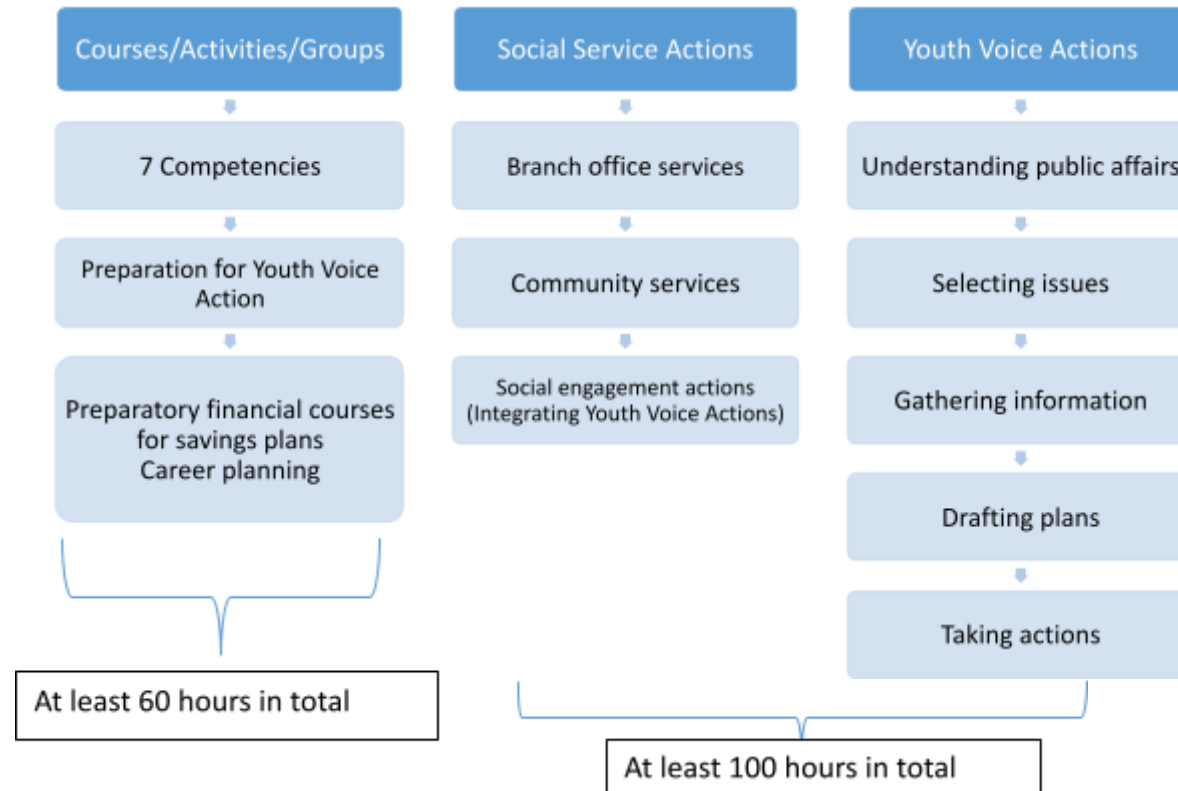 Courses/Activities/Groups
7 Competencies
Preparation for Youth Voice
Action
Preparatory financial courses
for savings plans
Career planning
At least 60 hours in total
Social Service Actions
Branch office services
Community services
Social engagement actions
(Integrating Youth Voice Actions)
Youth Voice Actions
Understanding public affairs
Selecting issues
Gathering information
Drafting plans
Taking actions
At least 100 hours in total